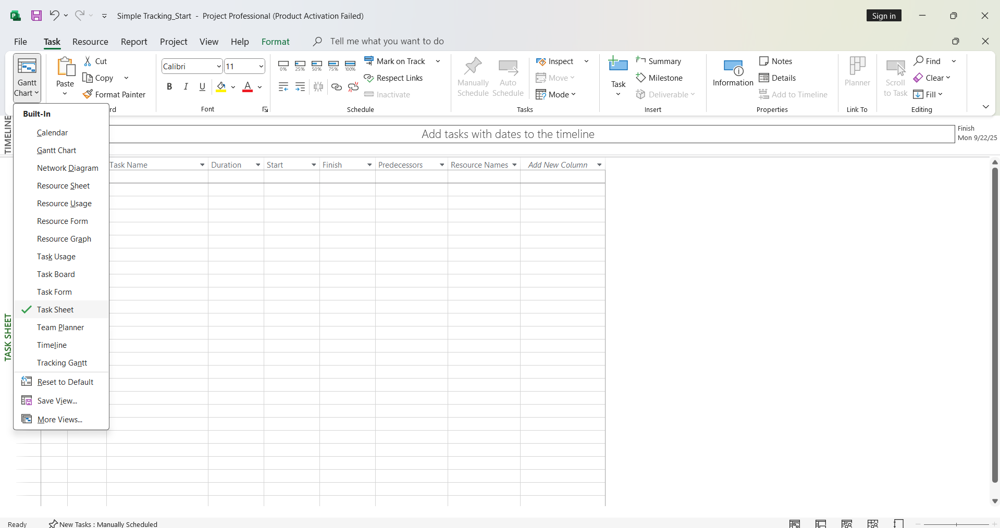 Simple Tracking_Start - Project Professional (Product Activation Failed)
Sign in
File Task Resource Report Project View Help Format Tell me what you want to do
Gantt Chart
Paste
Cut
Copy
Format Painter
rd
Calibri 11
B I U A
Font
0% 25% 50% 75% 100%
Mark on Track
Respect Links
Inactivate
Schedule
Manually Schedule
Auto Schedule
Inspect
Move
Mode
Tasks
Task
Summary
Milestone
Deliverable
Insert
Information
Notes
Details
Add to Timeline
Properties
Planner
Link To
Scroll to Task
Find
Clear
Fill
Editing
TIMELINE
Add tasks with dates to the timeline
Finish
Mon 9/22/25
Built-In
Calendar
Gantt Chart
Network Diagram
Resource Sheet
Resource Usage
Resource Form
Resource Graph
Task Usage
Task Board
Task Form
Task Sheet
Team Planner
Timeline
Tracking Gantt
Reset to Default
Save View...
More Views...
Task Name Duration Start Finish Predecessors Resource Names Add New Column
TASK SHEET
Ready New Tasks : Manually Scheduled